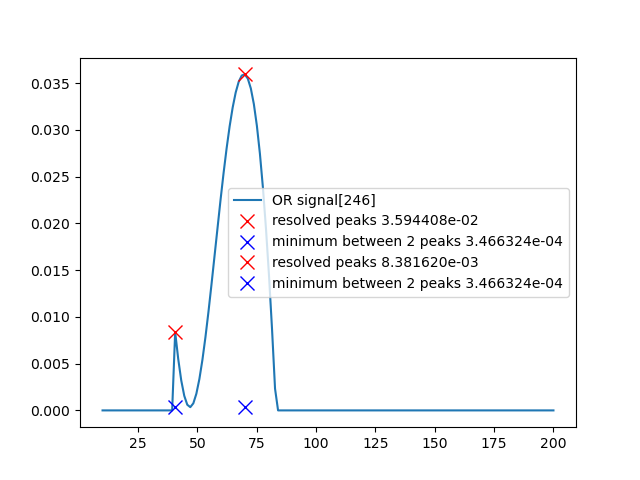 0.035
0.030
0.025
0.020
0.015
0.010
0.005
0.000
OR signal[246]
resolved peaks 3.594408e-02
minimum between 2 peaks 3.466324e-04
resolved peaks 8.381620e-03
minimum between 2 peaks 3.466324e-04
25 50 75 100 125 150 175 200